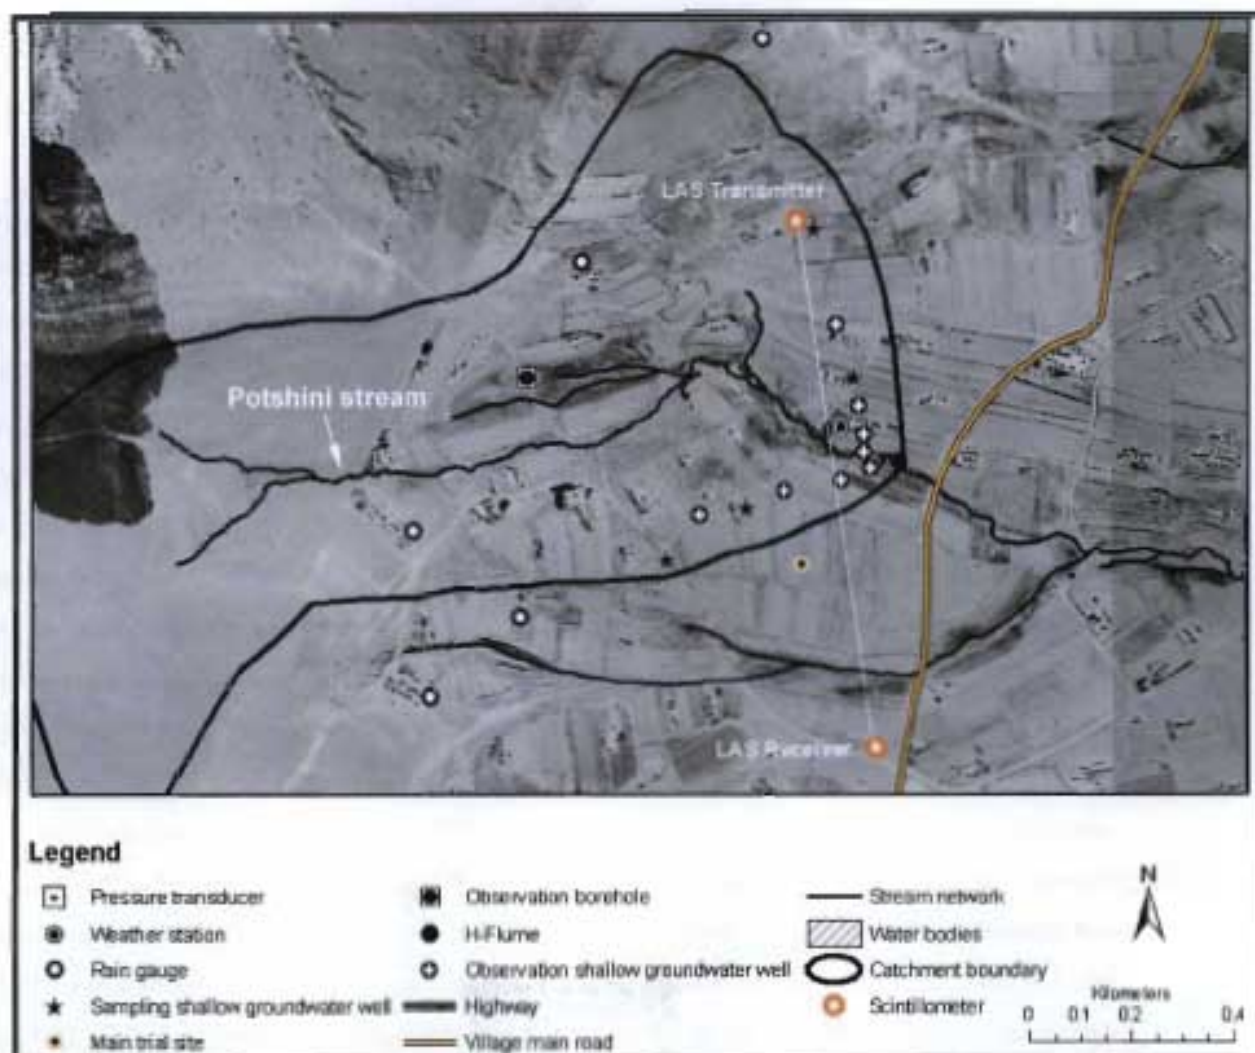 LAS Transmitter
Potshini stream
LAS Receiver
Legend
Pressure transducer
Weather station
Rain gauge
Sampling shallow groundwater well
Main trial site
Observation borehole
H-Flume
Observation shallow groundwater well
Highway
Village main road
Stream network
Water bodies
Catchment boundary
Scintillometer
N
Kilometers
0 0.1 0.2 0.4